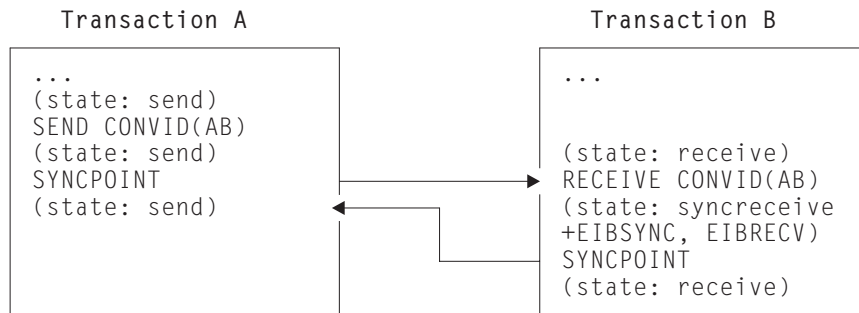 Transaction A
...
(state: send)
SEND CONVID(AB)
(state: send)
SYNCPOINT
(state: send)
Transaction B
...
(state: receive)
RECEIVE CONVID(AB)
(state: syncreceive
+EIBSYNC, EIBRECV)
SYNCPOINT
(state: receive)